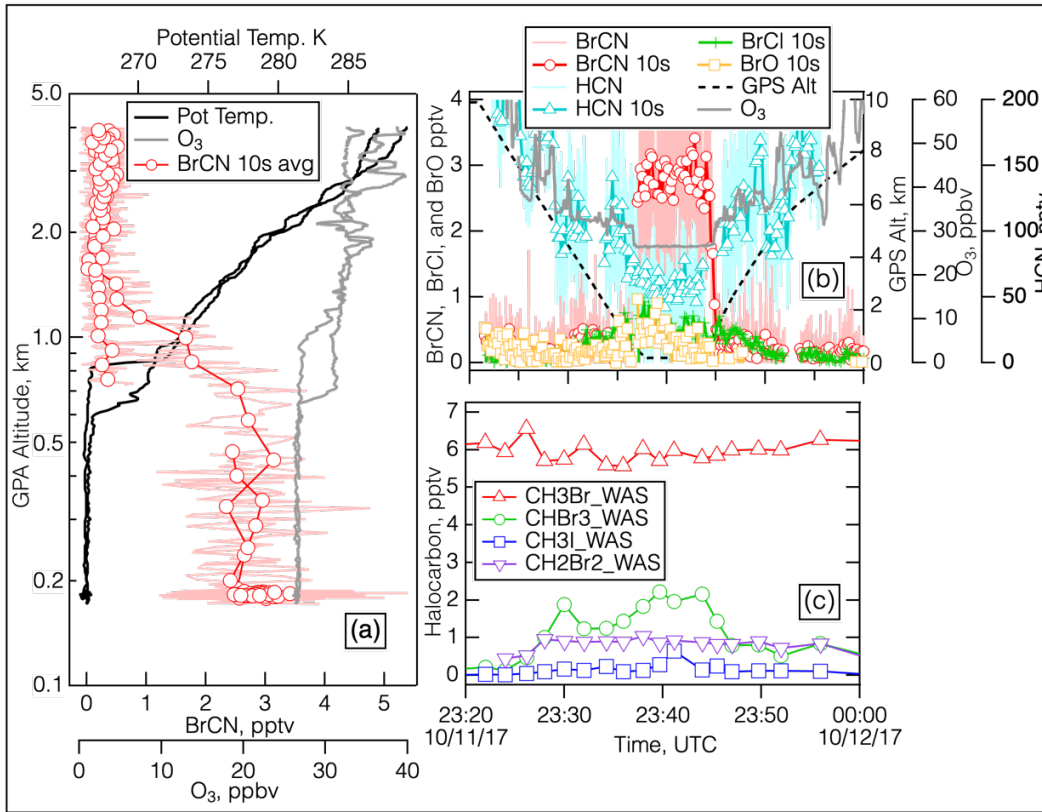 Potential Temp. K
270 275 280 285
5.0
2.0
1.0
0.5
0.2
0.1
GPA Altitude, km
Pot Temp.
O3
BrCN 10s avg
(a)
0 1 2 3 4 5
BrCN, pptv
0 10 20 30 40
O3, ppbv
BrCN
BrCN 10s
HCN
HCN 10s
BrCl 10s
BrO 10s
GPS Alt
O3
4
3
2
1
0
BrCN, BrCl, and BrO pptv
(b)
10
8
6
4
2
0
GPS Alt, km
60
50
40
30
20
10
0
O3, ppbv
200
150
100
50
0
HCN, pptv
7
6
5
4
3
2
1
0
Halocarbon, pptv
CH3Br_WAS
CHBr3_WAS
CH3I_WAS
CH2Br2_WAS
(c)
23:20 23:30 23:40 23:50 00:00
10/11/17 10/12/17
Time, UTC